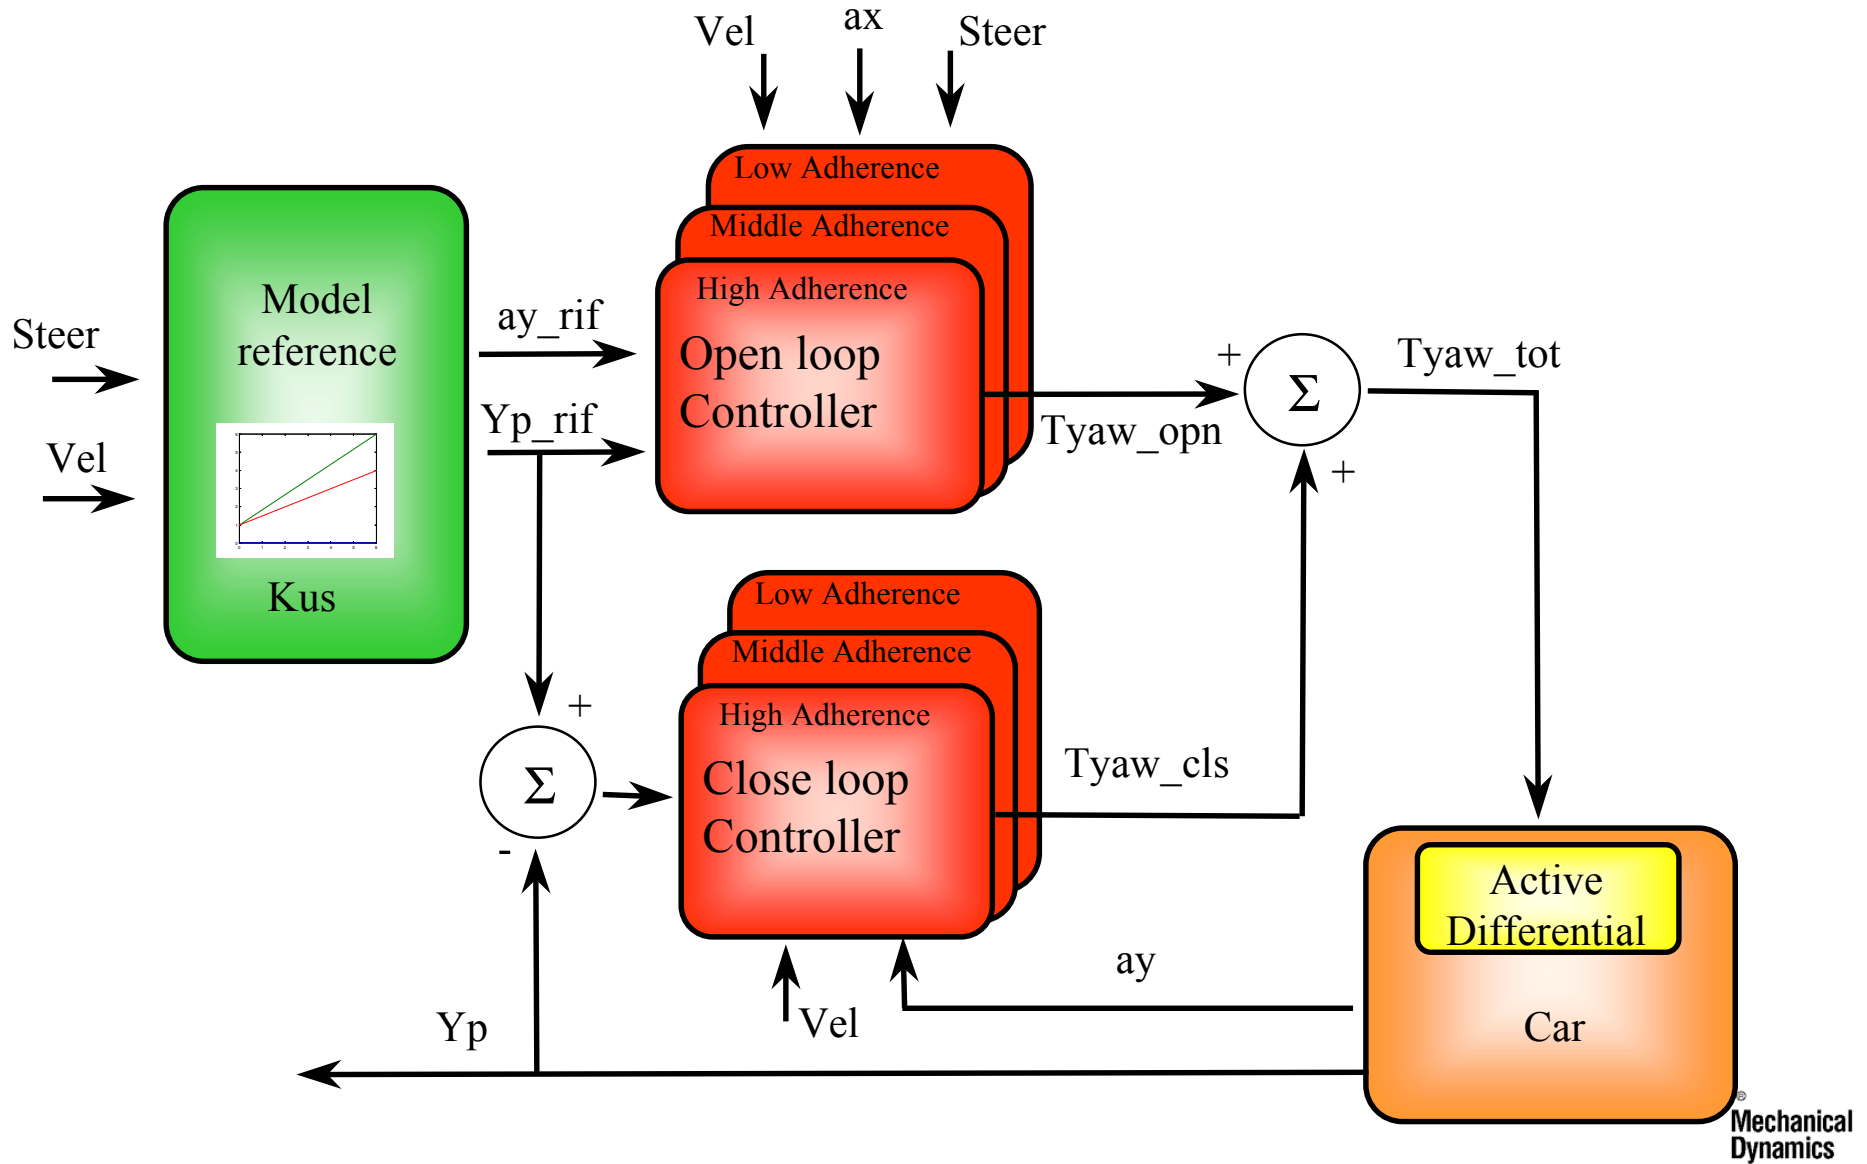 Vel
ax
Steer
Low Adherence
Middle Adherence
High Adherence
Open loop
Controller
Model
reference
Kus
Steer
Vel
ay_rif
Yp_rif
Tyaw_opn
+
Σ
+
Tyaw_tot
Low Adherence
Middle Adherence
High Adherence
Close loop
Controller
+
Σ
-
Tyaw_cls
Active
Differential
Car
ay
Vel
Yp
®
Mechanical
Dynamics